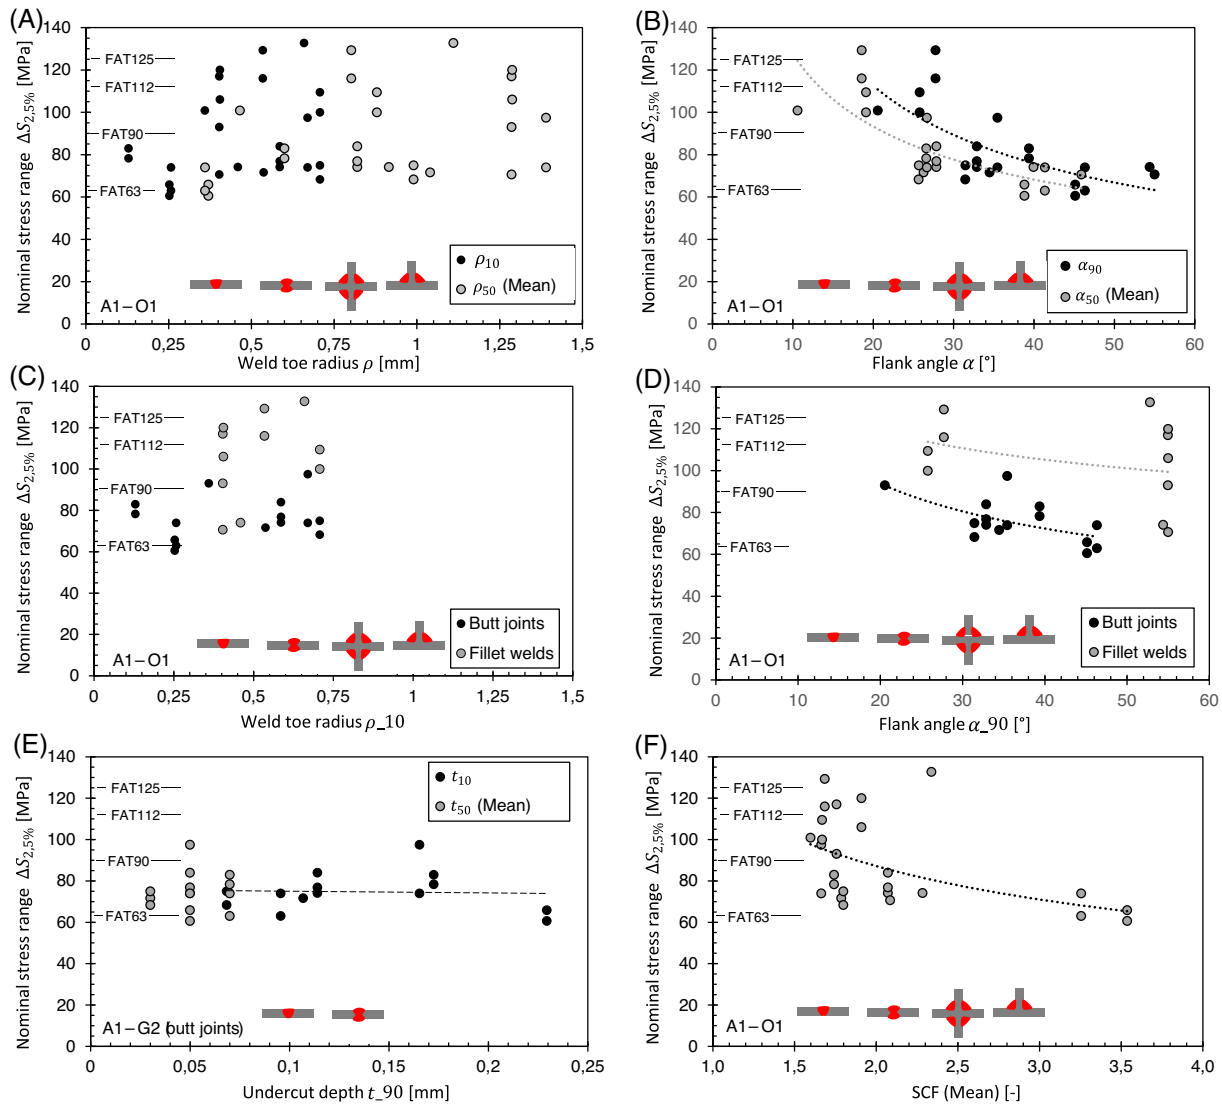 (A)
Nominal stress range ΔS2,5% [MPa]
140
120
100
80
60
40
20
0
FAT125
FAT112
FAT90
FAT63
ρ10
ρ50 (Mean)
A1–O1
0 0,25 0,5 0,75 1 1,25 1,5
Weld toe radius ρ [mm]
(B)
Nominal stress range ΔS2,5% [MPa]
140
120
100
80
60
40
20
0
FAT125
FAT112
FAT90
FAT63
α90
α50 (Mean)
A1–O1
0 10 20 30 40 50 60
Flank angle α [°]
(C)
Nominal stress range ΔS2,5% [MPa]
140
120
100
80
60
40
20
0
FAT125
FAT112
FAT90
FAT63
Butt joints
Fillet welds
A1–O1
0 0,25 0,5 0,75 1 1,25 1,5
Weld toe radius ρ_10
(D)
Nominal stress range ΔS2,5% [MPa]
140
120
100
80
60
40
20
0
FAT125
FAT112
FAT90
FAT63
Butt joints
Fillet welds
A1–O1
0 10 20 30 40 50 60
Flank angle α_90 [°]
(E)
Nominal stress range ΔS2,5% [MPa]
140
120
100
80
60
40
20
0
FAT125
FAT112
FAT90
FAT63
t10
t50 (Mean)
A1–G2 (butt joints)
0 0,05 0,1 0,15 0,2 0,25
Undercut depth t_90 [mm]
(F)
Nominal stress range ΔS2,5% [MPa]
140
120
100
80
60
40
20
0
FAT125
FAT112
FAT90
FAT63
A1–O1
1,0 1,5 2,0 2,5 3,0 3,5 4,0
SCF (Mean) [-]